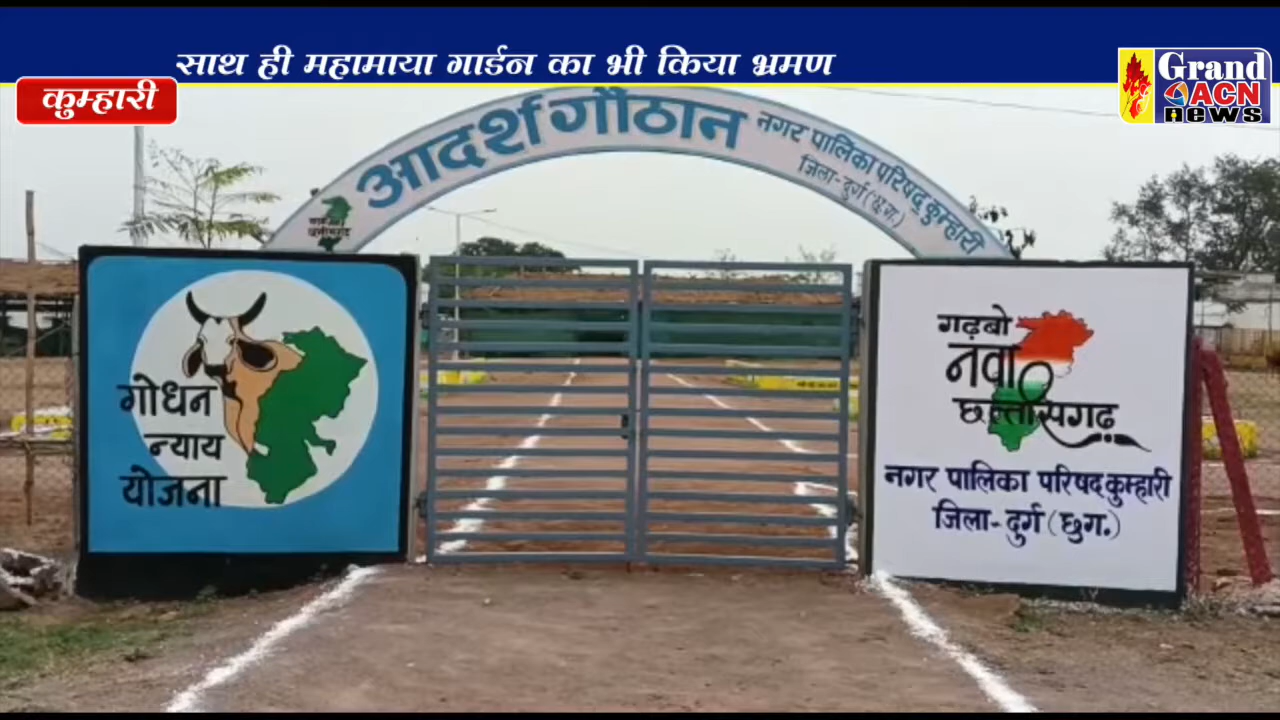 साथ ही महामाया गार्डन का भी किया भ्रमण
कुम्हारी
Grand
ACN
news
आदर्श गौठान
नगर पालिका परिषद् कुम्हारी
जिला-दुर्ग (छ.ग.)
गोधन
न्याय
योजना
गढ़बो
नवा
छत्तीसगढ़
नगर पालिका परिषद कुम्हारी
जिला-दुर्ग (छ.ग.)